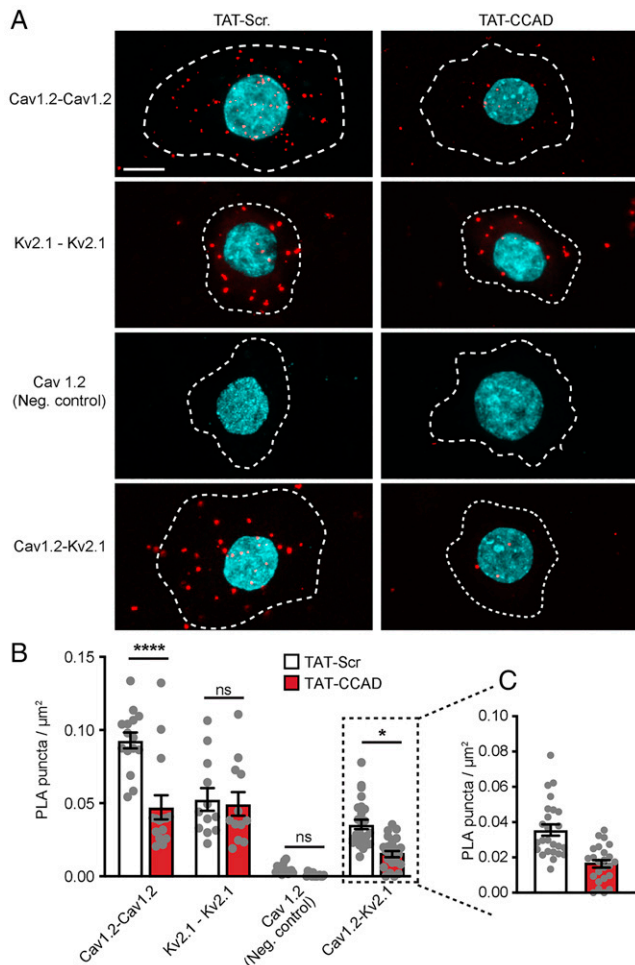 A
TAT-Scr.
TAT-CCAD
Cav1.2-Cav1.2
Kv2.1 - Kv2.1
Cav 1.2
(Neg. control)
Cav1.2-Kv2.1
B
C
TAT-Scr
TAT-CCAD
PLA puncta / µm²
0.15
0.10
0.05
0
****
ns
ns
*
Cav1.2-Cav1.2
Kv2.1 - Kv2.1
Cav 1.2
(Neg. control)
Cav1.2-Kv2.1
PLA puncta / µm²
0.10
0.08
0.06
0.04
0.02
0.00